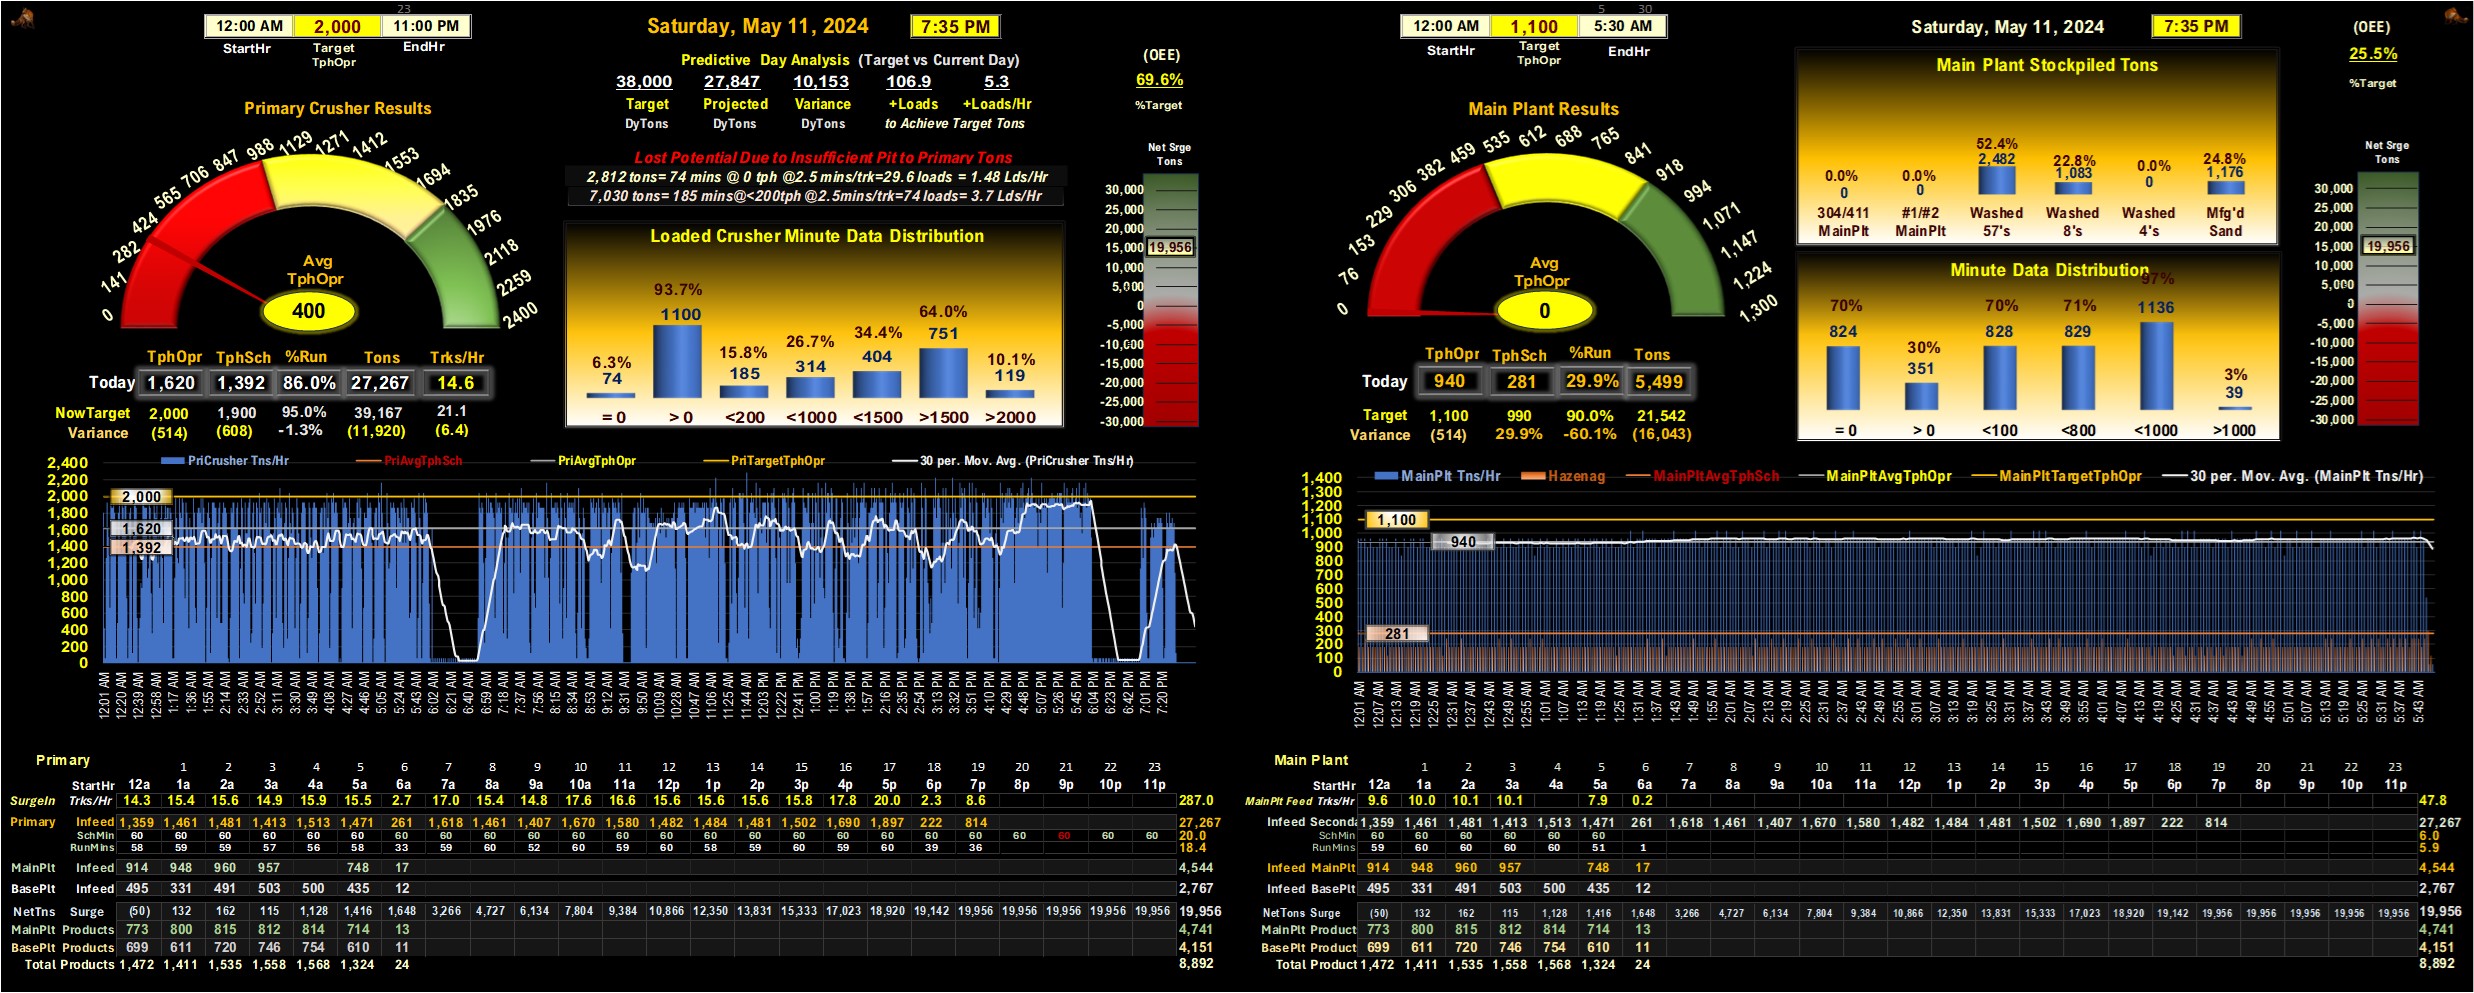 23
12:00 AM 2,000 11:00 PM
StartHr Target TphOpr EndHr
Saturday, May 11, 2024 7:35 PM
Predictive Day Analysis (Target vs Current Day)
38,000 27,847 10,153 106.9 5.3
Target Projected Variance +Loads +Loads/Hr
DyTons DyTons DyTons to Achieve Target Tons
(OEE)
69.6%
%Target
Primary Crusher Results
0 141 282 424 565 706 847 988 1129 1271 1412 1553 1694 1835 1976 2118 2259 2400
Avg
TphOpr
400
Lost Potential Due to Insufficient Pit to Primary Tons
2,812 tons= 74 mins @ 0 tph @2.5 mins/trk=29.6 loads = 1.48 Lds/Hr
7,030 tons= 185 mins@<200tph @2.5mins/trk=74 loads= 3.7 Lds/Hr
Loaded Crusher Minute Data Distribution
6.3% 93.7% 15.8% 26.7% 34.4% 64.0% 10.1%
74 1100 185 314 404 751 119
= 0 > 0 <200 <1000 <1500 >1500 >2000
Net Srge
Tons
30,000
25,000
20,000
15,000
19,956
10,000
5,000
0
-5,000
-10,000
-15,000
-20,000
-25,000
-30,000
TphOpr TphSch %Run Tons Trks/Hr
Today 1,620 1,392 86.0% 27,267 14.6
NowTarget 2,000 1,900 95.0% 39,167 21.1
Variance (514) (608) -1.3% (11,920) (6.4)
PriCrusher Tns/Hr PriAvgTphSch PriAvgTphOpr PriTargetTphOpr 30 per. Mov. Avg. (PriCrusher Tns/Hr)
2,400
2,200
2,000
1,800
1,600
1,400
1,200
1,000
800
600
400
200
0
2,000
1,620
1,392
12:01 AM 12:20 AM 12:39 AM 12:58 AM 1:17 AM 1:36 AM 1:55 AM 2:14 AM 2:33 AM 2:52 AM 3:11 AM 3:30 AM 3:49 AM 4:08 AM 4:27 AM 4:46 AM 5:05 AM 5:24 AM 5:43 AM 6:02 AM 6:21 AM 6:40 AM 6:59 AM 7:18 AM 7:37 AM 7:56 AM 8:15 AM 8:34 AM 8:53 AM 9:12 AM 9:31 AM 9:50 AM 10:09 AM 10:28 AM 10:47 AM 11:06 AM 11:25 AM 11:44 AM 12:03 PM 12:22 PM 12:41 PM 1:00 PM 1:19 PM 1:38 PM 1:57 PM 2:16 PM 2:35 PM 2:54 PM 3:13 PM 3:32 PM 3:51 PM 4:10 PM 4:29 PM 4:48 PM 5:07 PM 5:26 PM 5:45 PM 6:04 PM 6:23 PM 6:42 PM 7:01 PM 7:20 PM
Primary
1 2 3 4 5 6 7 8 9 10 11 12 13 14 15 16 17 18 19 20 21 22 23
StartHr 12a 1a 2a 3a 4a 5a 6a 7a 8a 9a 10a 11a 12p 1p 2p 3p 4p 5p 6p 7p 8p 9p 10p 11p
SurgeIn Trks/Hr 14.3 15.4 15.6 14.9 15.9 15.5 2.7 17.0 15.4 14.8 17.6 16.6 15.6 15.6 15.6 15.8 17.8 20.0 2.3 8.6 287.0
Primary Infeed 1,359 1,461 1,481 1,413 1,513 1,471 261 1,618 1,461 1,407 1,670 1,580 1,482 1,484 1,481 1,502 1,690 1,897 222 814 27,267
SchMin 60 60 60 60 60 60 60 60 60 60 60 60 60 60 60 60 60 60 60 60 60 60 60 60 20.0
RunMins 58 59 59 57 56 58 33 59 60 52 60 59 60 58 59 60 59 60 39 36 18.4
MainPlt Infeed 914 948 960 957 748 17 4,544
BasePlt Infeed 495 331 491 503 500 435 12 2,767
NetTns Surge (50) 132 162 115 1,128 1,416 1,648 3,266 4,727 6,134 7,804 9,384 10,866 12,350 13,831 15,333 17,023 18,920 19,142 19,956 19,956 19,956 19,956 19,956 19,956
MainPlt Products 773 800 815 812 814 714 13 4,741
BasePlt Products 699 611 720 746 754 610 11 4,151
Total Products 1,472 1,411 1,535 1,558 1,568 1,324 24 8,892
5 30
12:00 AM 1,100 5:30 AM
StartHr Target TphOpr EndHr
Saturday, May 11, 2024 7:35 PM
(OEE)
25.5%
%Target
Main Plant Results
0 76 153 229 306 382 459 535 612 688 765 841 918 994 1,071 1,147 1,224 1,300
Avg
TphOpr
0
Main Plant Stockpiled Tons
0.0% 0.0% 52.4% 22.8% 0.0% 24.8%
0 0 2,482 1,083 0 1,176
304/411 #1/#2 Washed Washed Washed Mfg'd
MainPlt MainPlt 57's 8's 4's Sand
Minute Data Distribution
70% 30% 70% 71% 97% 3%
824 351 828 829 1136 39
= 0 > 0 <100 <800 <1000 >1000
Net Srge
Tons
30,000
25,000
20,000
15,000
19,956
10,000
5,000
0
-5,000
-10,000
-15,000
-20,000
-25,000
-30,000
TphOpr TphSch %Run Tons
Today 940 281 29.9% 5,499
Target 1,100 990 90.0% 21,542
Variance (514) 29.9% -60.1% (16,043)
MainPlt Tns/Hr Hazenag MainPltAvgTphSch MainPltAvgTphOpr MainPltTargetTphOpr 30 per. Mov. Avg. (MainPlt Tns/Hr)
1,400
1,300
1,200
1,100
1,000
900
800
700
600
500
400
300
200
100
0
1,100
940
281
12:01 AM 12:07 AM 12:13 AM 12:19 AM 12:25 AM 12:31 AM 12:37 AM 12:43 AM 12:49 AM 12:55 AM 1:01 AM 1:07 AM 1:13 AM 1:19 AM 1:25 AM 1:31 AM 1:37 AM 1:43 AM 1:49 AM 1:55 AM 2:01 AM 2:07 AM 2:13 AM 2:19 AM 2:25 AM 2:31 AM 2:37 AM 2:43 AM 2:49 AM 2:55 AM 3:01 AM 3:07 AM 3:13 AM 3:19 AM 3:25 AM 3:31 AM 3:37 AM 3:43 AM 3:49 AM 3:55 AM 4:01 AM 4:07 AM 4:13 AM 4:19 AM 4:25 AM 4:31 AM 4:37 AM 4:43 AM 4:49 AM 4:55 AM 5:01 AM 5:07 AM 5:13 AM 5:19 AM 5:25 AM 5:31 AM 5:37 AM 5:43 AM
Main Plant
1 2 3 4 5 6 7 8 9 10 11 12 13 14 15 16 17 18 19 20 21 22 23
StartHr 12a 1a 2a 3a 4a 5a 6a 7a 8a 9a 10a 11a 12p 1p 2p 3p 4p 5p 6p 7p 8p 9p 10p 11p
MainPlt Feed Trks/Hr 9.6 10.0 10.1 10.1 7.9 0.2 47.8
Infeed Seconda 1,359 1,461 1,481 1,413 1,513 1,471 261 1,618 1,461 1,407 1,670 1,580 1,482 1,484 1,481 1,502 1,690 1,897 222 814 27,267
SchMin 60 60 60 60 60 60 6.0
RunMins 59 60 60 60 60 51 1 5.9
Infeed MainPlt 914 948 960 957 748 17 4,544
Infeed BasePlt 495 331 491 503 500 435 12 2,767
NetTons Surge (50) 132 162 115 1,128 1,416 1,648 3,266 4,727 6,134 7,804 9,384 10,866 12,350 13,831 15,333 17,023 18,920 19,142 19,956 19,956 19,956 19,956 19,956 19,956
MainPlt Product 773 800 815 812 814 714 13 4,741
BasePlt Product 699 611 720 746 754 610 11 4,151
Total Product 1,472 1,411 1,535 1,558 1,568 1,324 24 8,892